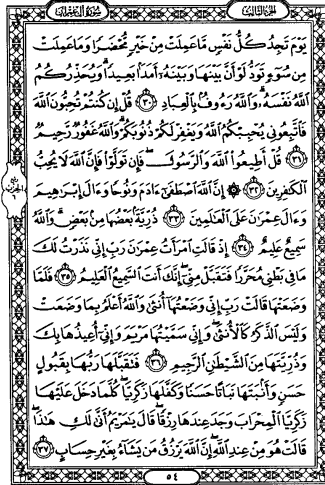 سورة آل عمران الجزء الثالث
يَوْمَ تَجِدُ كُلُّ نَفْسٍ مَّا عَمِلَتْ مِنْ خَيْرٍ مُّحْضَرًا وَمَا عَمِلَتْ
مِن سُوٓءٍ تَوَدُّ لَوْ أَنَّ بَيْنَهَا وَبَيْنَهُۥٓ أَمَدَۢا بَعِيدًا ۗ وَيُحَذِّرُكُمُ
ٱللَّهُ نَفْسَهُۥ ۗ وَٱللَّهُ رَءُوفٌۢ بِٱلْعِبَادِ ٣٠ قُلْ إِن كُنتُمْ تُحِبُّونَ ٱللَّهَ
فَٱتَّبِعُونِى يُحْبِبْكُمُ ٱللَّهُ وَيَغْفِرْ لَكُمْ ذُنُوبَكُمْ ۗ وَٱللَّهُ غَفُورٌ رَّحِيمٌ
٣١ قُلْ أَطِيعُوا۟ ٱللَّهَ وَٱلرَّسُولَ ۖ فَإِن تَوَلَّوْا۟ فَإِنَّ ٱللَّهَ لَا يُحِبُّ
ٱلْكَٰفِرِينَ ٣٢ ۞ إِنَّ ٱللَّهَ ٱصْطَفَىٰٓ ءَادَمَ وَنُوحًا وَءَالَ إِبْرَٰهِيمَ
وَءَالَ عِمْرَٰنَ عَلَى ٱلْعَٰلَمِينَ ٣٣ ذُرِّيَّةَۢ بَعْضُهَا مِنۢ بَعْضٍ ۗ وَٱللَّهُ
سَمِيعٌ عَلِيمٌ ٣٤ إِذْ قَالَتِ ٱمْرَأَتُ عِمْرَٰنَ رَبِّ إِنِّى نَذَرْتُ لَكَ
مَا فِى بَطْنِى مُحَرَّرًا فَتَقَبَّلْ مِنِّىٓ ۖ إِنَّكَ أَنتَ ٱلسَّمِيعُ ٱلْعَلِيمُ ٣٥ فَلَمَّا
وَضَعَتْهَا قَالَتْ رَبِّ إِنِّى وَضَعْتُهَآ أُنثَىٰ وَٱللَّهُ أَعْلَمُ بِمَا وَضَعَتْ
وَلَيْسَ ٱلذَّكَرُ كَٱلْأُنثَىٰ ۖ وَإِنِّى سَمَّيْتُهَا مَرْيَمَ وَإِنِّىٓ أُعِيذُهَا بِكَ
وَذُرِّيَّتَهَا مِنَ ٱلشَّيْطَٰنِ ٱلرَّجِيمِ ٣٦ فَتَقَبَّلَهَا رَبُّهَا بِقَبُولٍ
حَسَنٍ وَأَنۢبَتَهَا نَبَاتًا حَسَنًا وَكَفَّلَهَا زَكَرِيَّا ۖ كُلَّمَا دَخَلَ عَلَيْهَا
زَكَرِيَّا ٱلْمِحْرَابَ وَجَدَ عِندَهَا رِزْقًا ۖ قَالَ يَٰمَرْيَمُ أَنَّىٰ لَكِ هَٰذَا ۖ
قَالَتْ هُوَ مِنْ عِندِ ٱللَّهِ ۖ إِنَّ ٱللَّهَ يَرْزُقُ مَن يَشَآءُ بِغَيْرِ حِسَابٍ ٣٧
٥٤